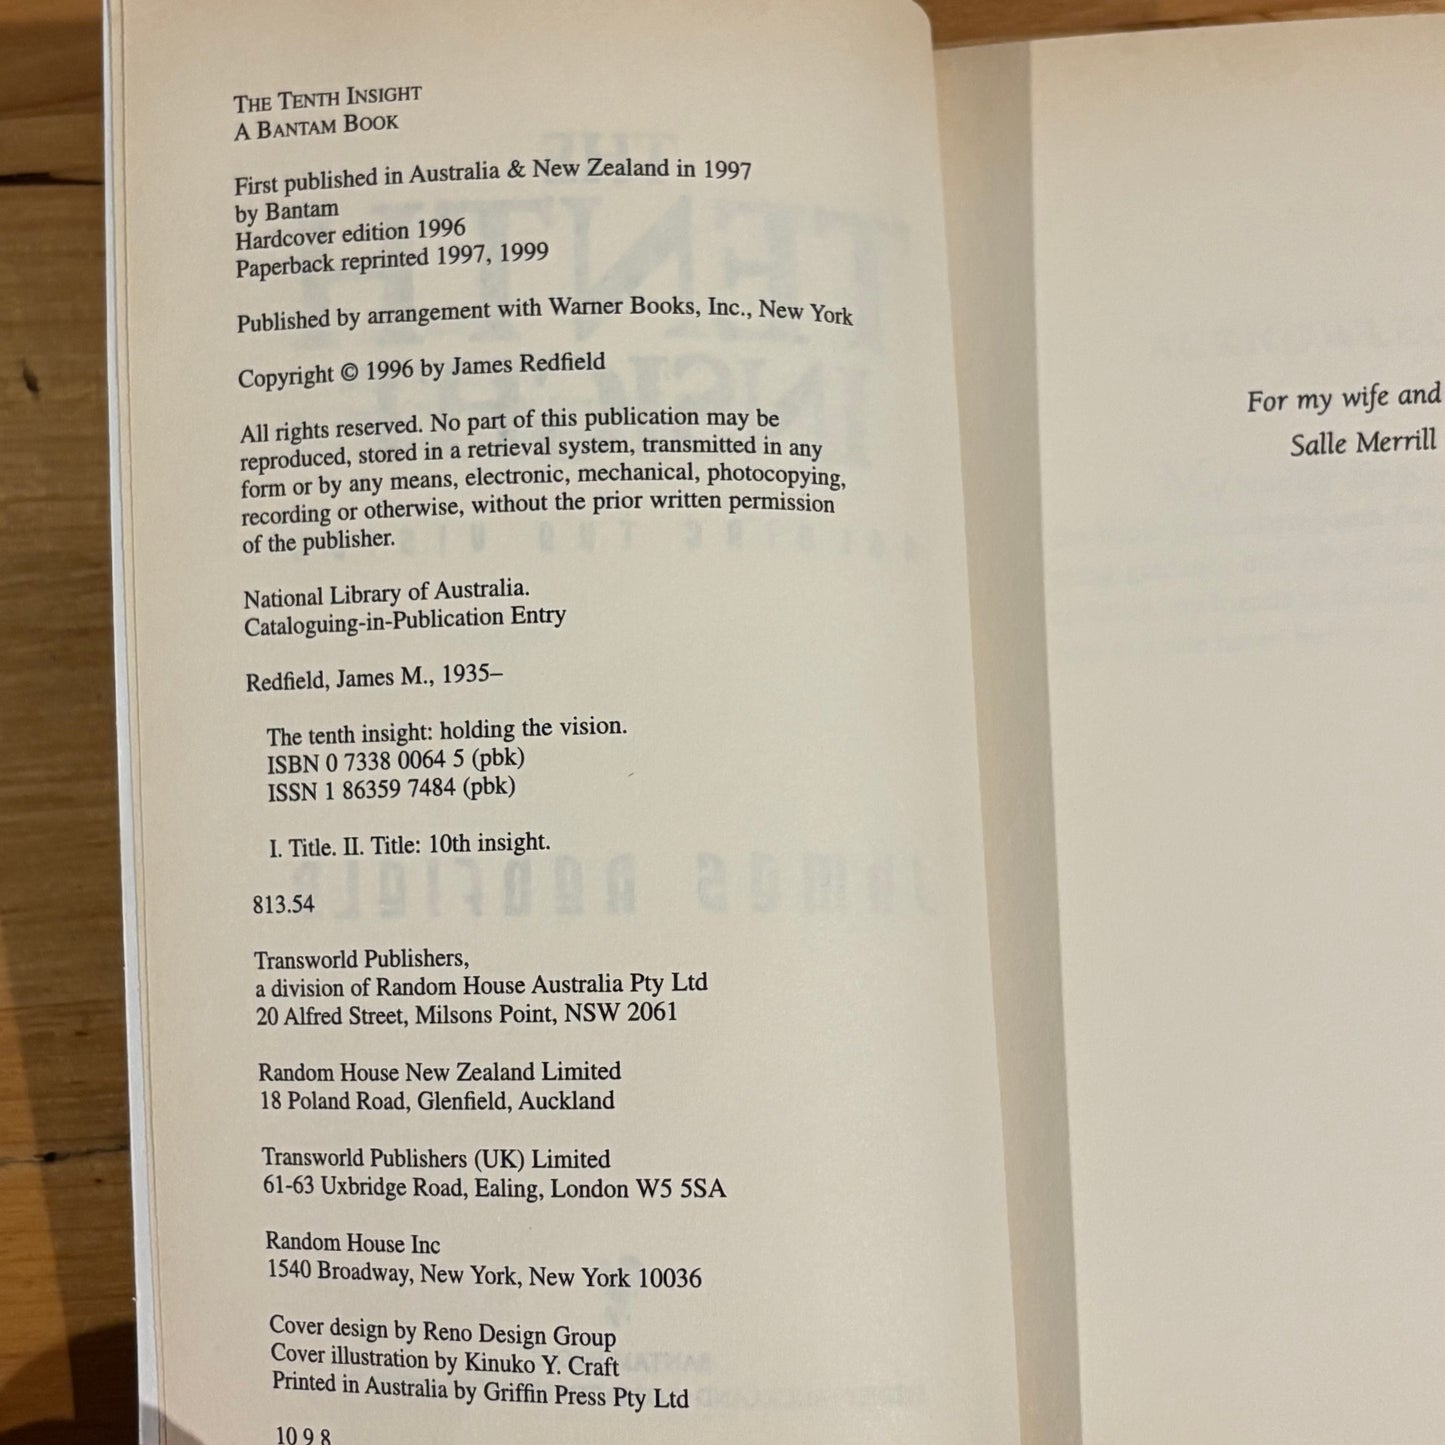 THE TENTH INSIGHT
A BANTAM BOOK
First published in Australia & New Zealand in 1997
by Bantam
Hardcover edition 1996
Paperback reprinted 1997, 1999
Published by arrangement with Warner Books, Inc., New York
Copyright © 1996 by James Redfield
All rights reserved. No part of this publication may be
reproduced, stored in a retrieval system, transmitted in any
form or by any means, electronic, mechanical, photocopying,
recording or otherwise, without the prior written permission
of the publisher.
National Library of Australia.
Cataloguing-in-Publication Entry
Redfield, James M., 1935–
The tenth insight: holding the vision.
ISBN 0 7338 0064 5 (pbk)
ISSN 1 86359 7484 (pbk)
I. Title. II. Title: 10th insight.
813.54
Transworld Publishers,
a division of Random House Australia Pty Ltd
20 Alfred Street, Milsons Point, NSW 2061
Random House New Zealand Limited
18 Poland Road, Glenfield, Auckland
Transworld Publishers (UK) Limited
61-63 Uxbridge Road, Ealing, London W5 5SA
Random House Inc
1540 Broadway, New York, New York 10036
Cover design by Reno Design Group
Cover illustration by Kinuko Y. Craft
Printed in Australia by Griffin Press Pty Ltd
10 9 8
For my wife and
Salle Merrill